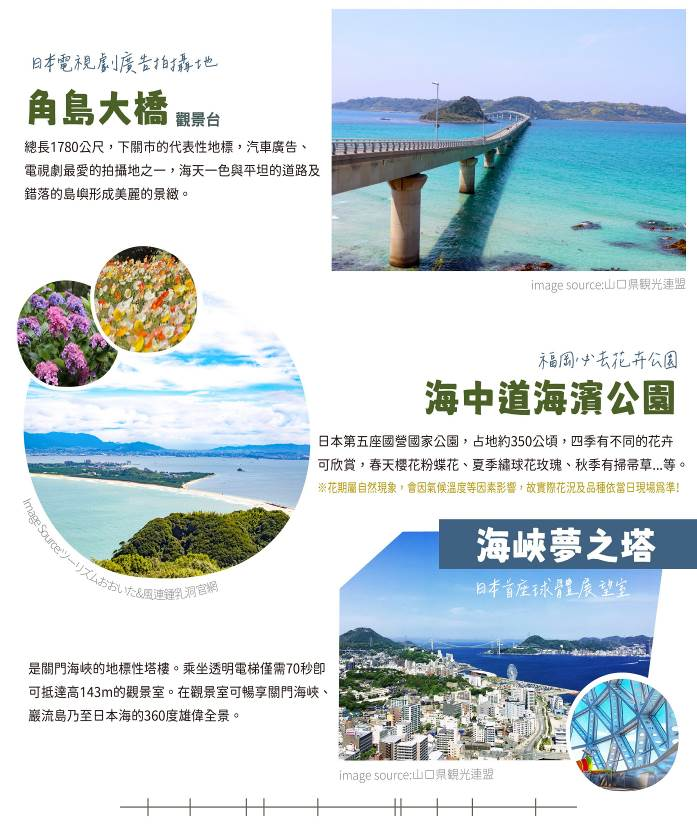 日本電視劇廣告拍攝地
角島大橋 觀景台
總長1780公尺，下關市的代表性地標，汽車廣告、
電視劇最愛的拍攝地之一，海天一色與平坦的道路及
錯落的島嶼形成美麗的景緻。
image source:山口県観光連盟
福岡必去花卉公園
海中道海濱公園
日本第五座國營國家公園，占地約350公頃，四季有不同的花卉
可欣賞，春天櫻花粉蝶花、夏季繡球花玫瑰、秋季有掃帚草...等。
※花期屬自然現象，會因氣候溫度等因素影響，故實際花況及品種依當日現場為準!
Image Source:ツーリズムおおいた&風連鍾乳洞官網
海峽夢之塔
日本首座球體展望室
是關門海峽的地標性塔樓。乘坐透明電梯僅需70秒即
可抵達高143m的觀景室。在觀景室可暢享關門海峽、
巖流島乃至日本海的360度雄偉全景。
image source:山口県観光連盟